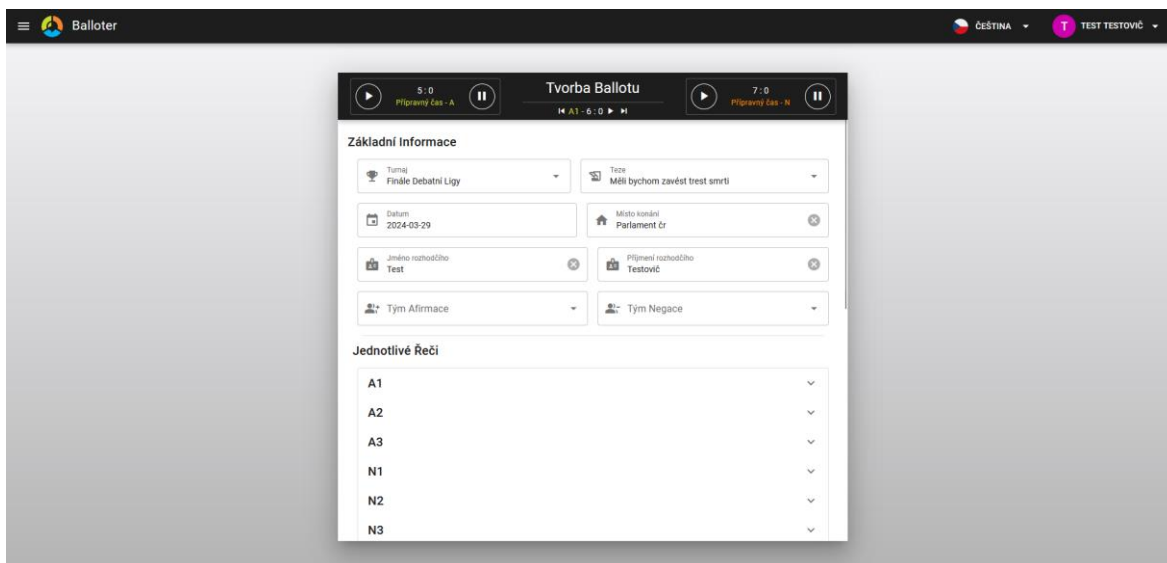 Balloter
ČEŠTINA
T TEST TESTOVIČ
5:0
Přípravný čas - A
Tvorba Ballotu
A1 - 6:0
7:0
Přípravný čas - N
Základní Informace
Turnaj
Finále Debatní Ligy
Teze
Měli bychom zavést trest smrti
Datum
2024-03-29
Místo konání
Parlament čr
Jméno rozhodčího
Test
Příjmení rozhodčího
Testovič
Tým Afirmace
Tým Negace
Jednotlivé Řeči
A1
A2
A3
N1
N2
N3